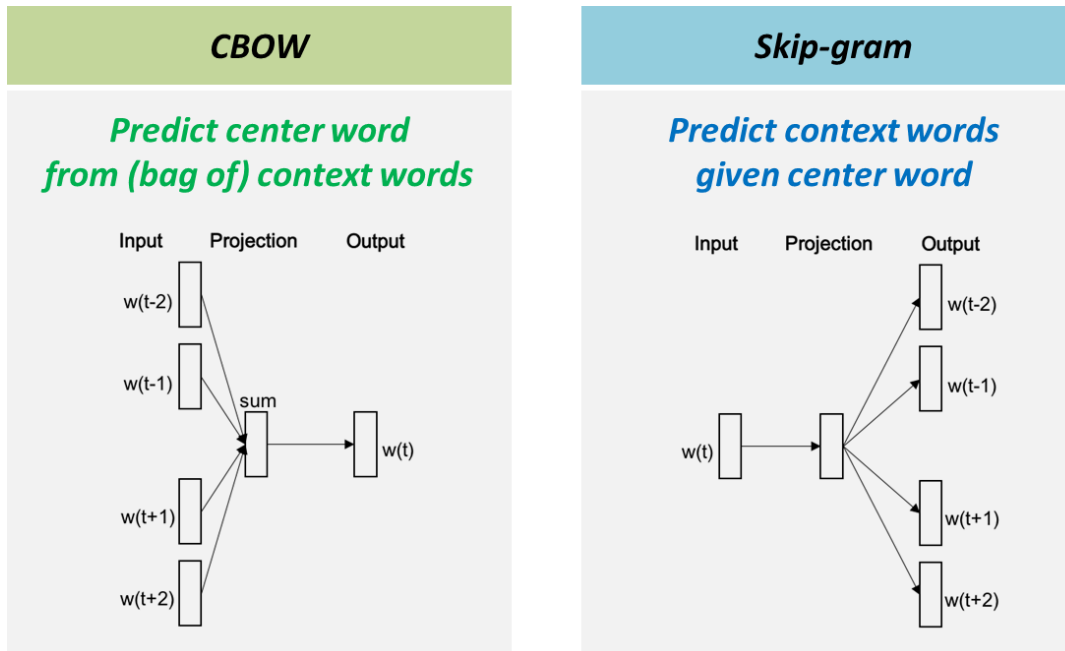 CBOW
Predict center word
from (bag of) context words
Input Projection Output
w(t-2)
w(t-1)
sum
w(t)
w(t+1)
w(t+2)
Skip-gram
Predict context words
given center word
Input Projection Output
w(t-2)
w(t-1)
w(t)
w(t+1)
w(t+2)